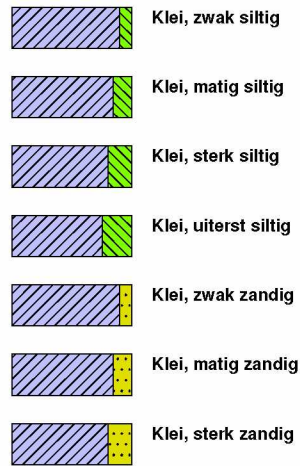 Klei, zwak siltig
Klei, matig siltig
Klei, sterk siltig
Klei, uiterst siltig
Klei, zwak zandig
Klei, matig zandig
Klei, sterk zandig